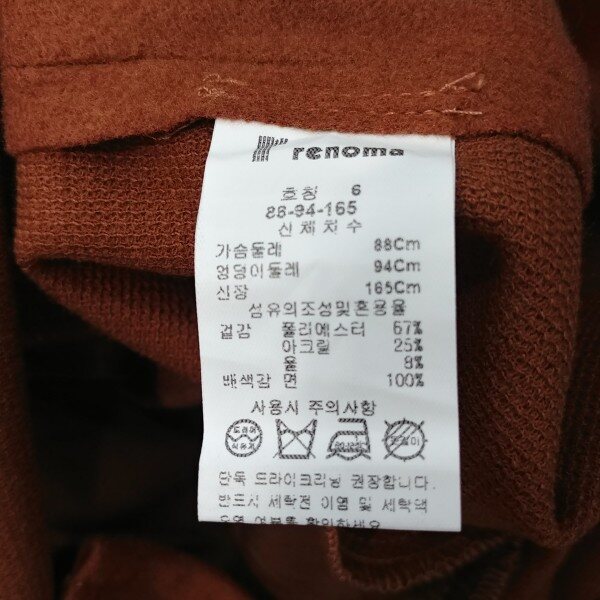 renoma
호칭 6
88-94-165
신체치수
가슴둘레 88Cm
엉덩이둘레 94Cm
신장 165Cm
섬유의조성및혼용율
겉감 폴리에스터 67%
아크릴 25%
울 8%
배색감 면 100%
사용시 주의사항
드라이
단독 드라이크리닝 권장합니다.
반드시 세탁전 이염 및 세탁액